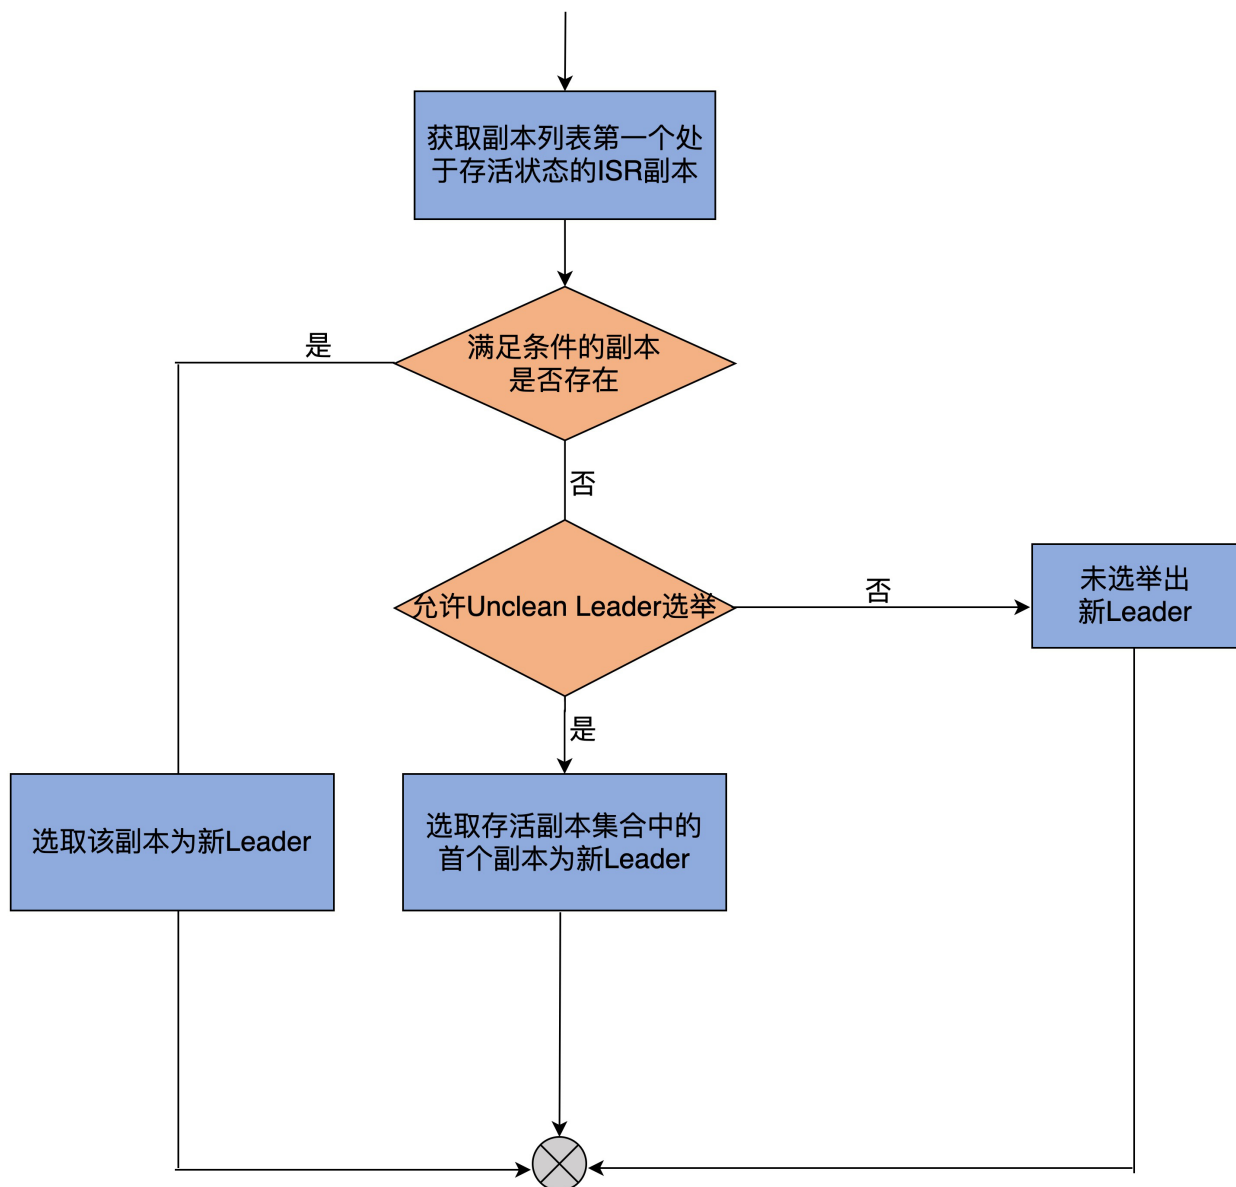 获取副本列表第一个处
于存活状态的ISR副本
是
满足条件的副本
是否存在
否
允许Unclean Leader选举
否
未选举出
新Leader
是
选取该副本为新Leader
选取存活副本集合中的
首个副本为新Leader